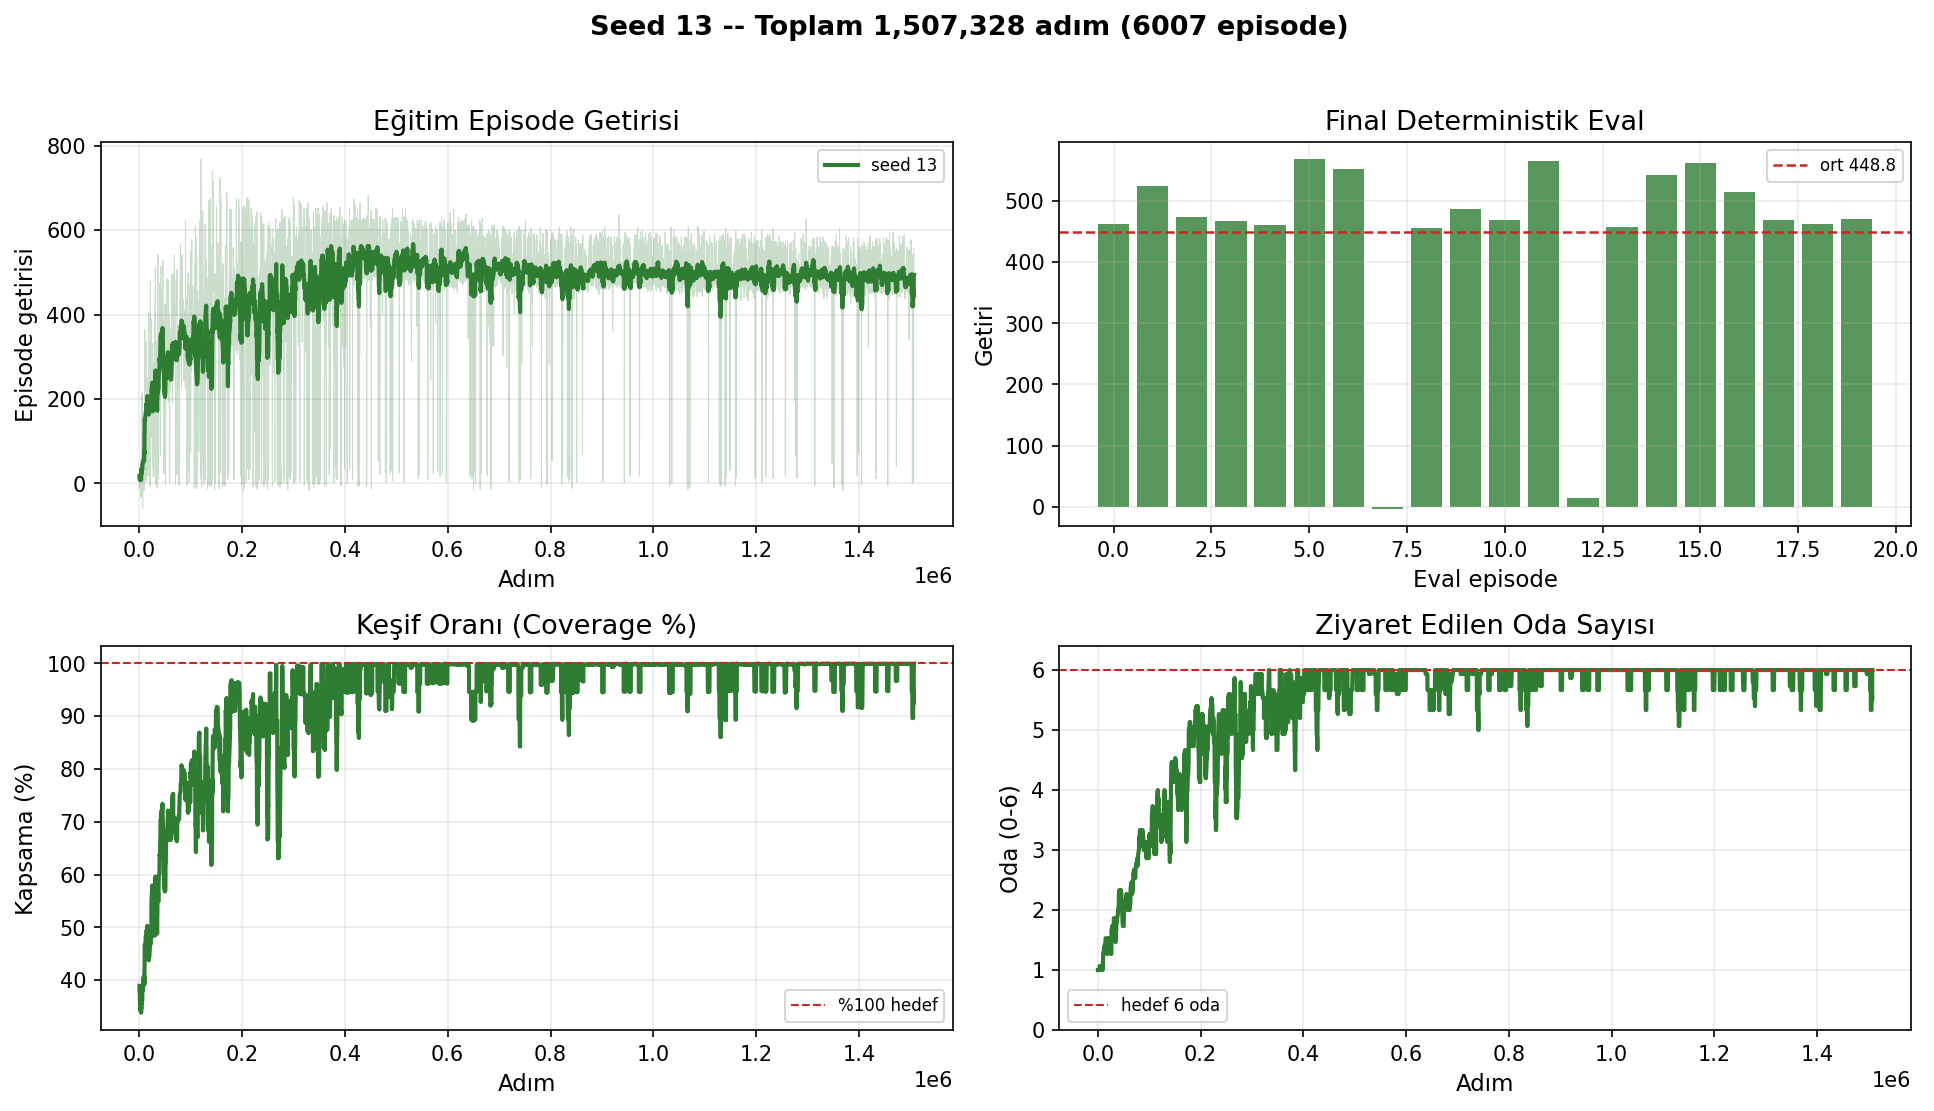 Seed 13 -- Toplam 1,507,328 adım (6007 episode)
Eğitim Episode Getirisi
800
600
400
200
0
Episode getirisi
seed 13
0.0 0.2 0.4 0.6 0.8 1.0 1.2 1.4
1e6
Adım
Final Deterministik Eval
500
400
300
200
100
0
Getiri
ort 448.8
0.0 2.5 5.0 7.5 10.0 12.5 15.0 17.5 20.0
Eval episode
Keşif Oranı (Coverage %)
100
90
80
70
60
50
40
Kapsama (%)
%100 hedef
0.0 0.2 0.4 0.6 0.8 1.0 1.2 1.4
1e6
Adım
Ziyaret Edilen Oda Sayısı
6
5
4
3
2
1
0
Oda (0-6)
hedef 6 oda
0.0 0.2 0.4 0.6 0.8 1.0 1.2 1.4
1e6
Adım